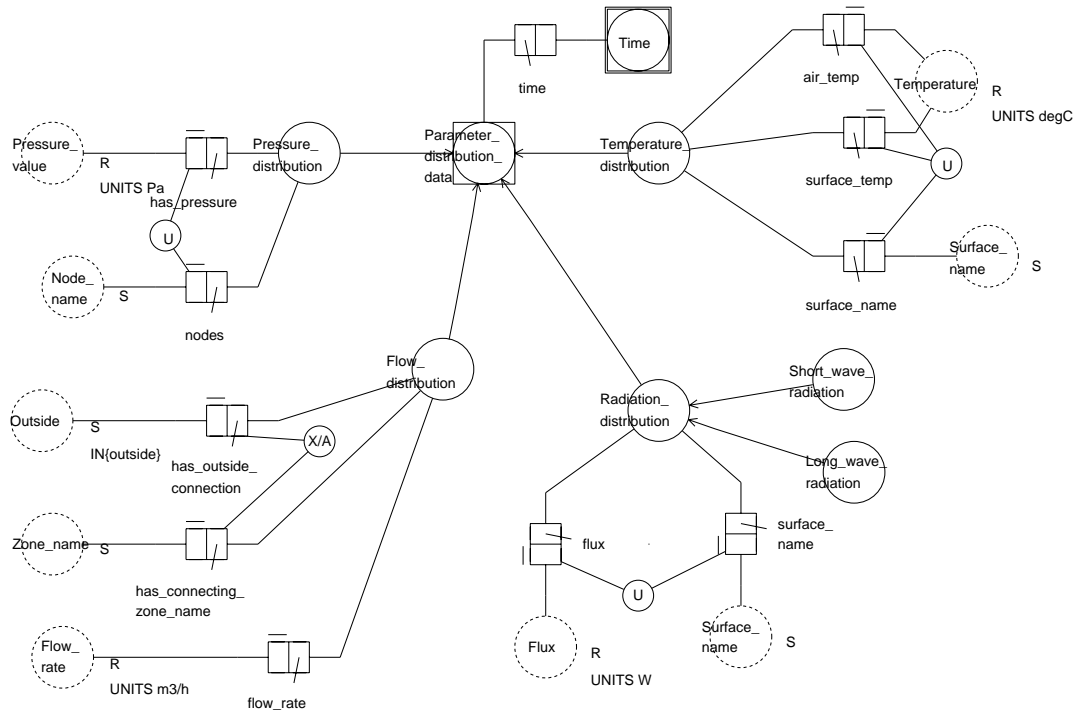 Time
time
air_temp
Temperature
R
UNITS degC
Pressure_
value
R
UNITS Pa
has_pressure
Pressure_
distribution
Parameter_
distribution_
data
Temperature_
distribution
surface_temp
U
U
Node_
name
S
nodes
surface_name
Surface_
name
S
Flow_
distribution
Outside
S
IN{outside}
has_outside_
connection
X/A
Radiation_
distribution
Short_wave_
radiation
Long_wave_
radiation
Zone_name
S
has_connecting_
zone_name
flux
surface_
name
U
Flow_
rate
R
UNITS m3/h
flow_rate
Flux
R
UNITS W
Surface_
name
S